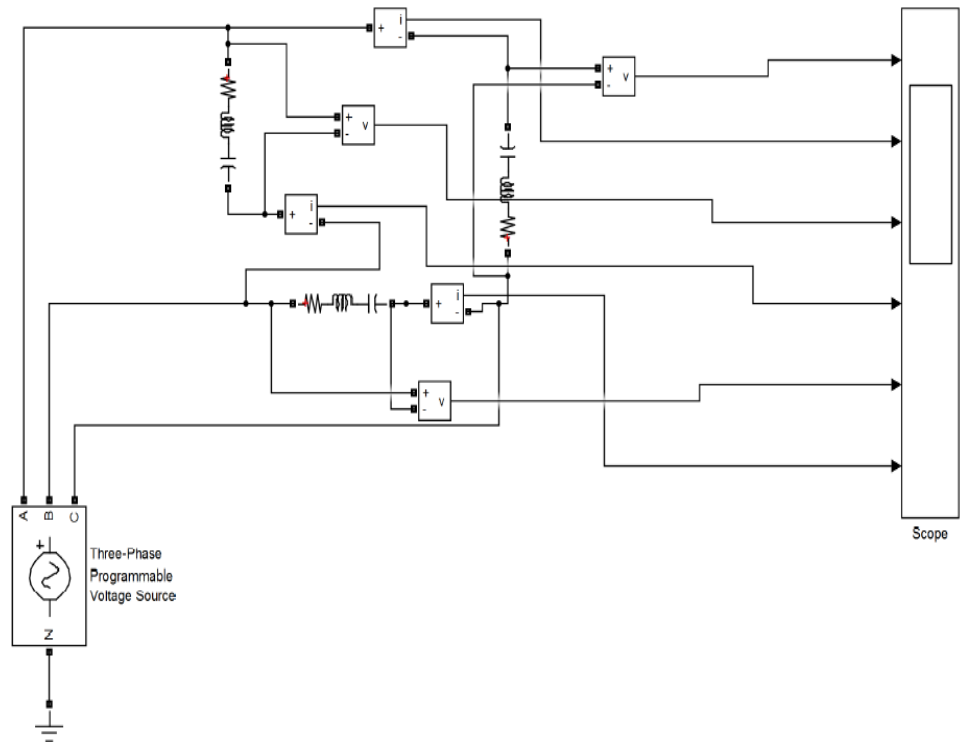 i
+
-
+
-
v
+
-
v
i
+
-
i
+
-
+
-
v
Scope
A
B
C
+
Three-Phase
Programmable
Voltage Source
N